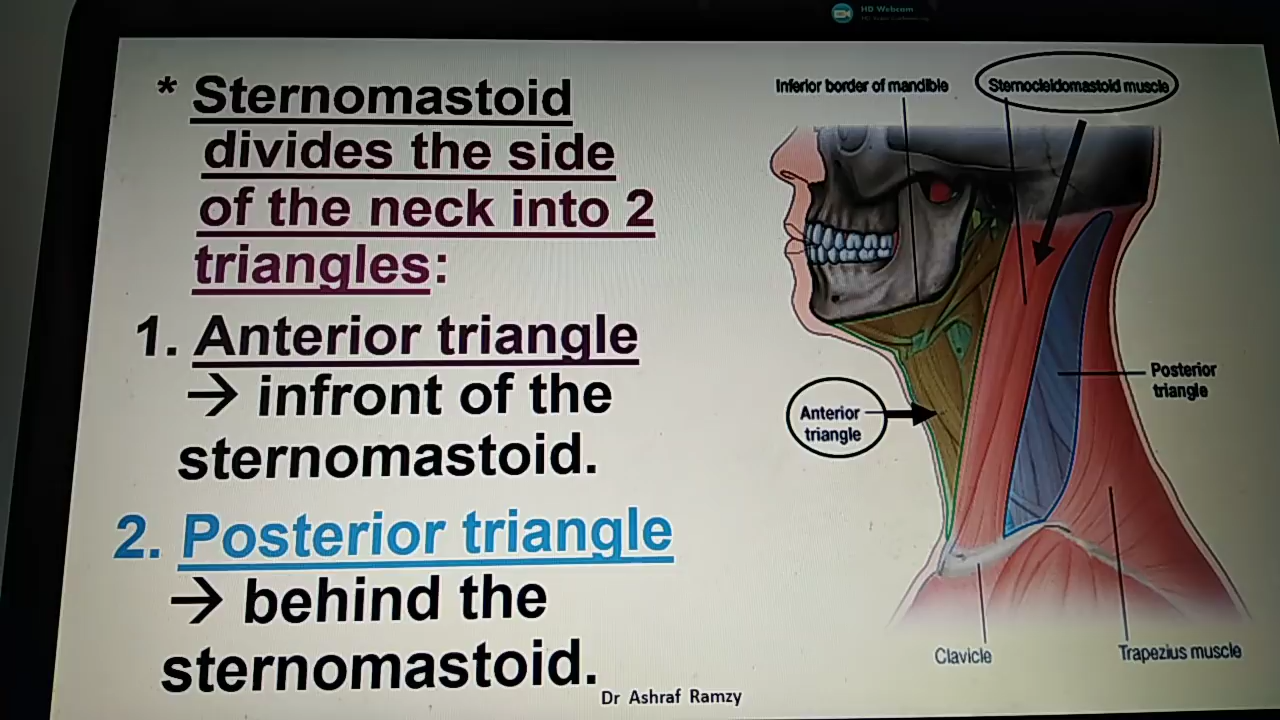 HD Webcam
* Sternomastoid
divides the side
of the neck into 2
triangles:
1. Anterior triangle
→ infront of the
sternomastoid.
2. Posterior triangle
→ behind the
sternomastoid.
Inferior border of mandible
Sternocleidomastoid muscle
Posterior
triangle
Anterior
triangle
Clavicle
Trapezius muscle
Dr Ashraf Ramzy